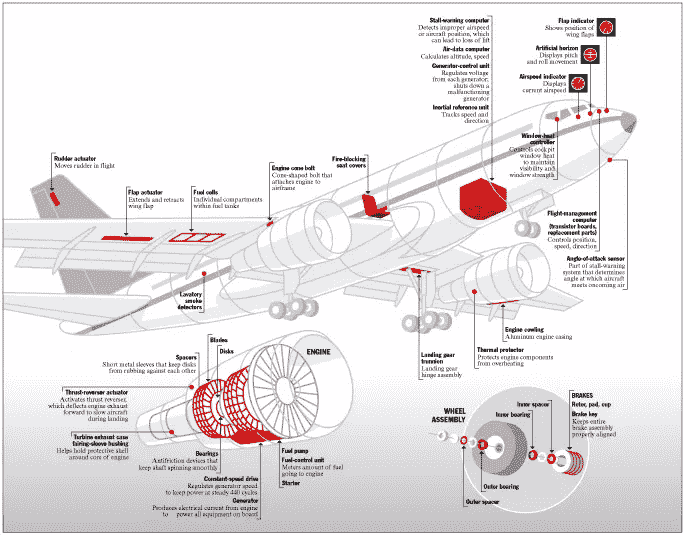 Stall-warning computer
Detects improper airspeed
or aircraft position, which
can lead to loss of lift
Air-data computer
Calculates altitude, speed
Generator-control unit
Regulates voltage
from each generator;
shuts down a
malfunctioning
generator
Inertial reference unit
Tracks speed and
direction
Flap indicator
Shows position of
wing flaps
Artificial horizon
Displays pitch
and roll movement
Airspeed indicator
Displays
current airspeed
Window-heat
controller
Controls cockpit
window heat
to maintain
visibility and
window strength
Rudder actuator
Moves rudder in flight
Flap actuator
Extends and retracts
wing flap
Fuel cells
Individual compartments
within fuel tanks
Engine cone bolt
Cone-shaped bolt that
attaches engine to
airframe
Fire-blocking
seat covers
Flight-management
computer
(transistor boards,
replacement parts)
Controls position,
speed, direction
Angle-of-attack sensor
Part of stall-warning
system that determines
angle at which aircraft
meets oncoming air
Lavatory
smoke
detectors
Landing gear
trunnion
Landing gear
hinge assembly
Engine cowling
Aluminum engine casing
Thermal protector
Protects engine components
from overheating
ENGINE
Blades
Disks
Spacers
Short metal sleeves that keep disks
from rubbing against each other
Thrust-reverser actuator
Activates thrust reverser,
which deflects engine exhaust
forward to slow aircraft
during landing
Turbine exhaust case
fairing-sleeve bushing
Helps hold protective shell
around core of engine
Bearings
Antifriction devices that
keep shaft spinning smoothly
Constant-speed drive
Regulates generator speed
to keep power at steady 440 cycles
Generator
Produces electrical current from engine
to power all equipment on board
Fuel pump
Fuel-control unit
Meters amount of fuel
going to engine
Starter
WHEEL
ASSEMBLY
Inner spacer
Inner bearing
Outer bearing
Outer spacer
BRAKES
Rotor, pad, cup
Brake key
Keeps entire
brake assembly
properly aligned